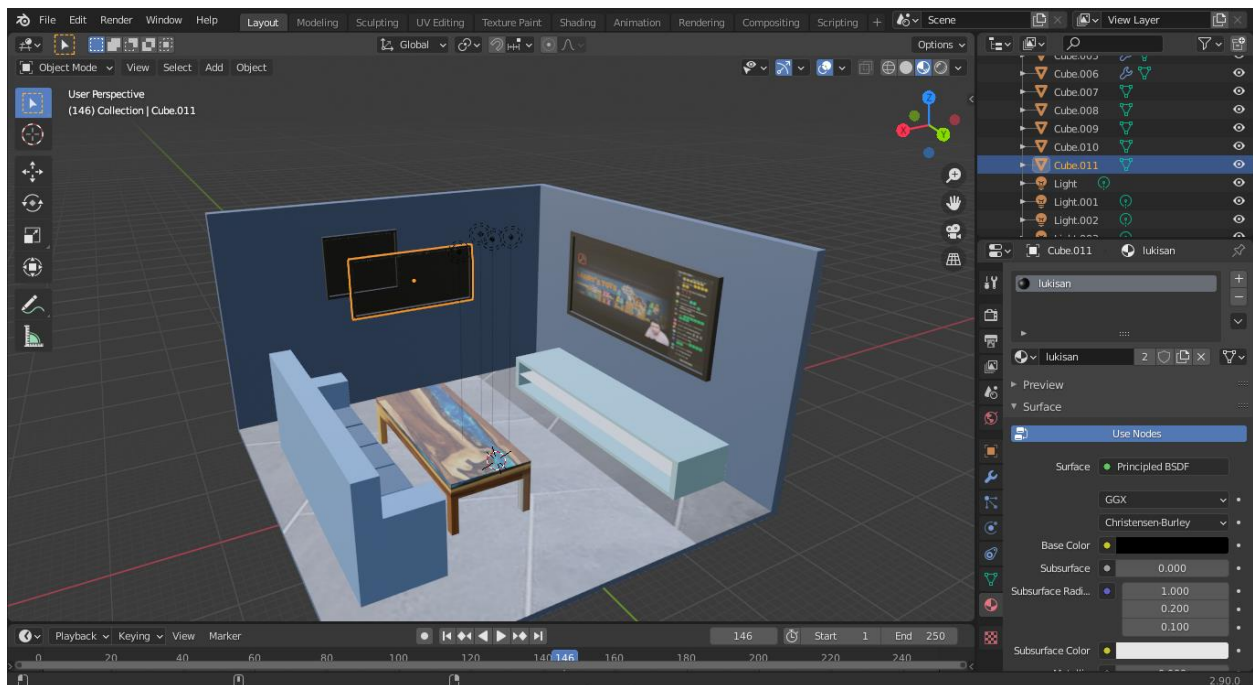 File Edit Render Window Help Layout Modeling Sculpting UV Editing Texture Paint Shading Animation Rendering Compositing Scripting + Scene View Layer
Global Options
Object Mode View Select Add Object
User Perspective
(146) Collection | Cube.011
Cube.005
Cube.006
Cube.007
Cube.008
Cube.009
Cube.010
Cube.011
Light
Light.001
Light.002
Cube.011 lukisan
lukisan
lukisan 2
Preview
Surface
Use Nodes
Surface Principled BSDF
GGX
Christensen-Burley
Base Color
Subsurface 0.000
Subsurface Radi... 1.000
0.200
0.100
Subsurface Color
X
Y
Z
Playback Keying View Marker 146 Start 1 End 250
0 20 40 60 80 100 120 140 146 160 180 200 220 240
2.90.0